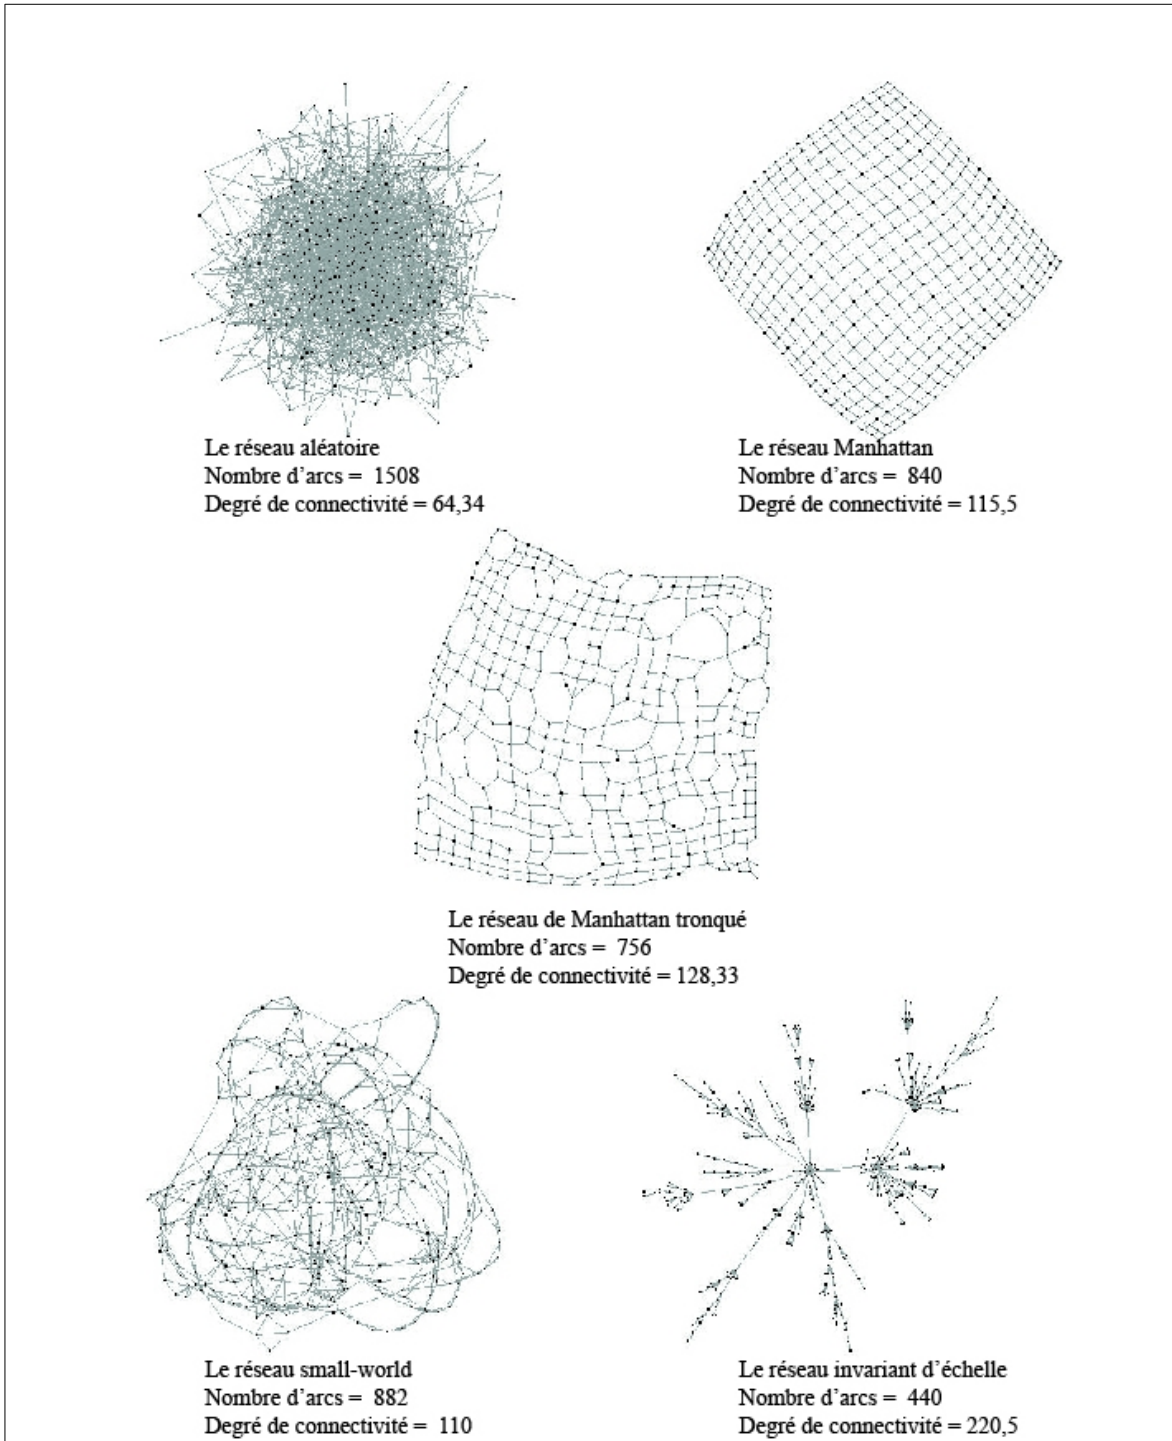 Le réseau aléatoire
Nombre d'arcs = 1508
Degré de connectivité = 64,34
Le réseau Manhattan
Nombre d'arcs = 840
Degré de connectivité = 115,5
Le réseau de Manhattan tronqué
Nombre d'arcs = 756
Degré de connectivité = 128,33
Le réseau small-world
Nombre d'arcs = 882
Degré de connectivité = 110
Le réseau invariant d'échelle
Nombre d'arcs = 440
Degré de connectivité = 220,5